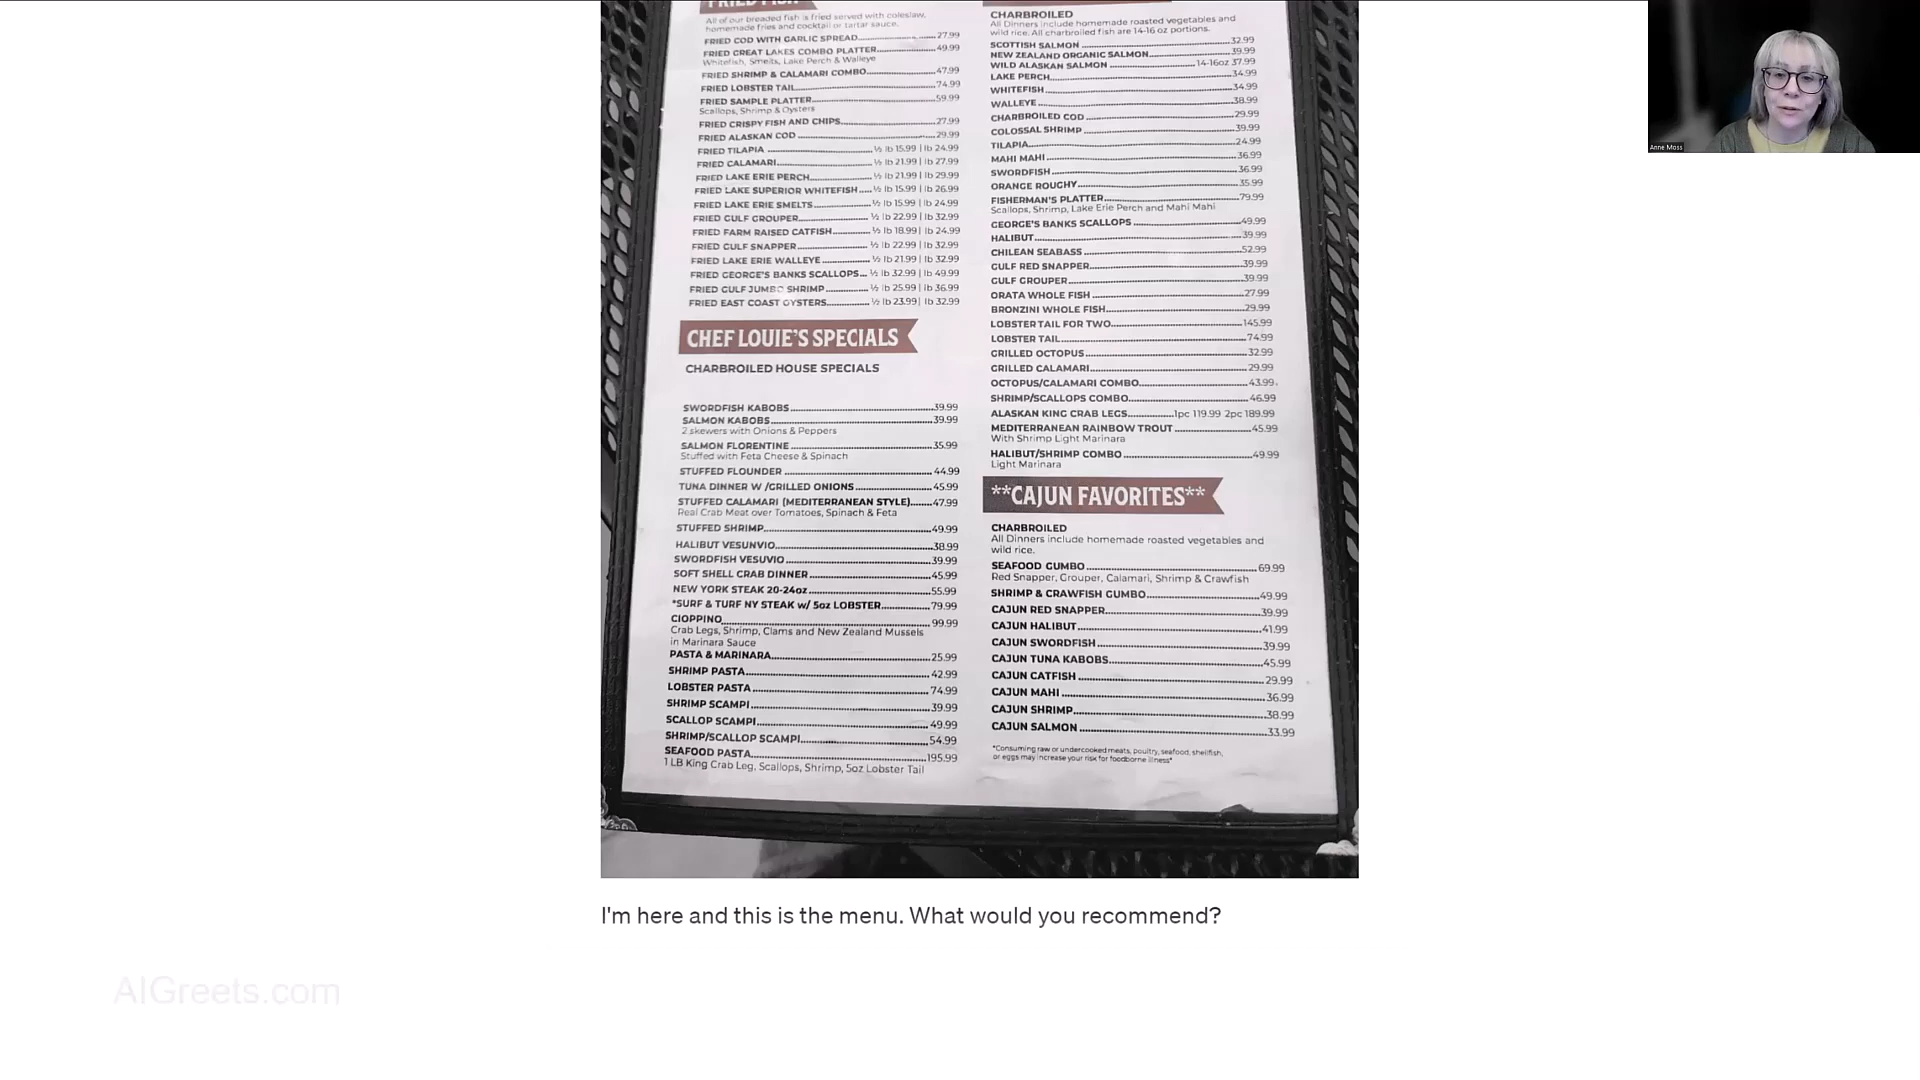 FRIED FISH
All of our breaded fish is fried served with coleslaw,
homemade fries and cocktail or tartar sauce.
FRIED COD WITH GARLIC SPREAD 27.99
FRIED GREAT LAKES COMBO PLATTER 49.99
Whitefish, Smelts, Lake Perch & Walleye
FRIED SHRIMP & CALAMARI COMBO 47.99
FRIED LOBSTER TAIL 74.99
FRIED SAMPLE PLATTER 59.99
Scallops, Shrimp & Oysters
FRIED CRISPY FISH AND CHIPS 27.99
FRIED ALASKAN COD 29.99
FRIED TILAPIA ½ lb 15.99 | lb 24.99
FRIED CALAMARI ½ lb 21.99 | lb 27.99
FRIED LAKE ERIE PERCH ½ lb 21.99 | lb 29.99
FRIED LAKE SUPERIOR WHITEFISH ½ lb 15.99 | lb 26.99
FRIED LAKE ERIE SMELTS ½ lb 15.99 | lb 24.99
FRIED GULF GROUPER ½ lb 22.99 | lb 32.99
FRIED FARM RAISED CATFISH ½ lb 18.99 | lb 24.99
FRIED GULF SNAPPER ½ lb 22.99 | lb 32.99
FRIED LAKE ERIE WALLEYE ½ lb 21.99 | lb 32.99
FRIED GEORGE'S BANKS SCALLOPS ½ lb 32.99 | lb 49.99
FRIED GULF JUMBO SHRIMP ½ lb 25.99 | lb 36.99
FRIED EAST COAST OYSTERS ½ lb 23.99 | lb 32.99
CHEF LOUIE'S SPECIALS
CHARBROILED HOUSE SPECIALS
SWORDFISH KABOBS 39.99
SALMON KABOBS 39.99
2 skewers with Onions & Peppers
SALMON FLORENTINE 35.99
Stuffed with Feta Cheese & Spinach
STUFFED FLOUNDER 44.99
TUNA DINNER W /GRILLED ONIONS 45.99
STUFFED CALAMARI (MEDITERRANEAN STYLE) 47.99
Real Crab Meat over Tomatoes, Spinach & Feta
STUFFED SHRIMP 49.99
HALIBUT VESUNVIO 38.99
SWORDFISH VESUVIO 39.99
SOFT SHELL CRAB DINNER 45.99
NEW YORK STEAK 20-24oz 55.99
*SURF & TURF NY STEAK w/ 5oz LOBSTER 79.99
CIOPPINO 99.99
Crab Legs, Shrimp, Clams and New Zealand Mussels
in Marinara Sauce
PASTA & MARINARA 25.99
SHRIMP PASTA 42.99
LOBSTER PASTA 74.99
SHRIMP SCAMPI 39.99
SCALLOP SCAMPI 49.99
SHRIMP/SCALLOP SCAMPI 54.99
SEAFOOD PASTA 195.99
1 LB King Crab Leg, Scallops, Shrimp, 5oz Lobster Tail
CHARBROILED
All Dinners include homemade roasted vegetables and
wild rice. All charbroiled fish are 14-16 oz portions.
SCOTTISH SALMON 32.99
NEW ZEALAND ORGANIC SALMON 39.99
WILD ALASKAN SALMON 14-16oz 37.99
LAKE PERCH 34.99
WHITEFISH 34.99
WALLEYE 38.99
CHARBROILED COD 29.99
COLOSSAL SHRIMP 39.99
TILAPIA 24.99
MAHI MAHI 36.99
SWORDFISH 36.99
ORANGE ROUGHY 35.99
FISHERMAN'S PLATTER 79.99
Scallops, Shrimp, Lake Erie Perch and Mahi Mahi
GEORGE'S BANKS SCALLOPS 49.99
HALIBUT 39.99
CHILEAN SEABASS 52.99
GULF RED SNAPPER 39.99
GULF GROUPER 39.99
ORATA WHOLE FISH 27.99
BRONZINI WHOLE FISH 29.99
LOBSTER TAIL FOR TWO 145.99
LOBSTER TAIL 74.99
GRILLED OCTOPUS 32.99
GRILLED CALAMARI 29.99
OCTOPUS/CALAMARI COMBO 43.99
SHRIMP/SCALLOPS COMBO 46.99
ALASKAN KING CRAB LEGS 1pc 119.99 2pc 189.99
MEDITERRANEAN RAINBOW TROUT 45.99
With Shrimp Light Marinara
HALIBUT/SHRIMP COMBO 49.99
Light Marinara
**CAJUN FAVORITES**
CHARBROILED
All Dinners include homemade roasted vegetables and
wild rice.
SEAFOOD GUMBO 69.99
Red Snapper, Grouper, Calamari, Shrimp & Crawfish
SHRIMP & CRAWFISH GUMBO 49.99
CAJUN RED SNAPPER 39.99
CAJUN HALIBUT 41.99
CAJUN SWORDFISH 39.99
CAJUN TUNA KABOBS 45.99
CAJUN CATFISH 29.99
CAJUN MAHI 36.99
CAJUN SHRIMP 38.99
CAJUN SALMON 33.99
*Consuming raw or undercooked meats, poultry, seafood, shellfish,
or eggs may increase your risk for foodborne illness*
Anne Moss
I'm here and this is the menu. What would you recommend?
AIGreets.com